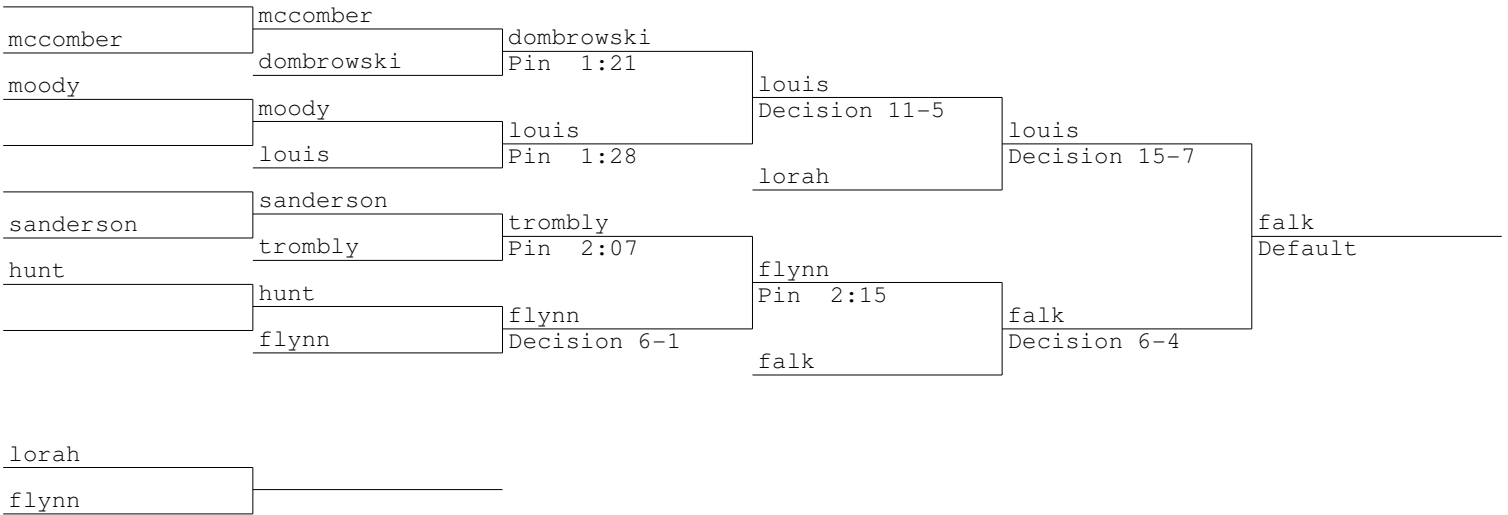 mccomber
mccomber
dombrowski
dombrowski
Pin 1:21
moody
louis
moody
Decision 11-5
louis
louis
louis
Pin 1:28
Decision 15-7
lorah
sanderson
sanderson
trombly
falk
trombly
Pin 2:07
Default
hunt
flynn
hunt
Pin 2:15
flynn
falk
flynn
Decision 6-1
Decision 6-4
falk
lorah
flynn